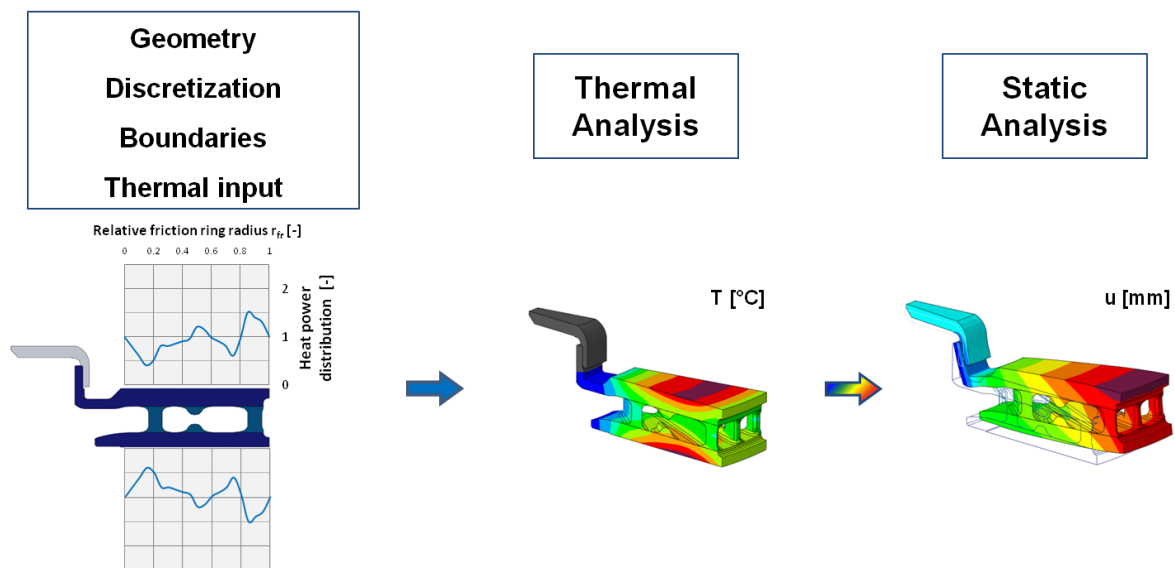 Geometry
Discretization
Boundaries
Thermal input
Thermal
Analysis
Static
Analysis
Relative friction ring radius r_fr [-]
0 0.2 0.4 0.6 0.8 1
2
1
0
Heat power
distribution [-]
T [°C]
u [mm]